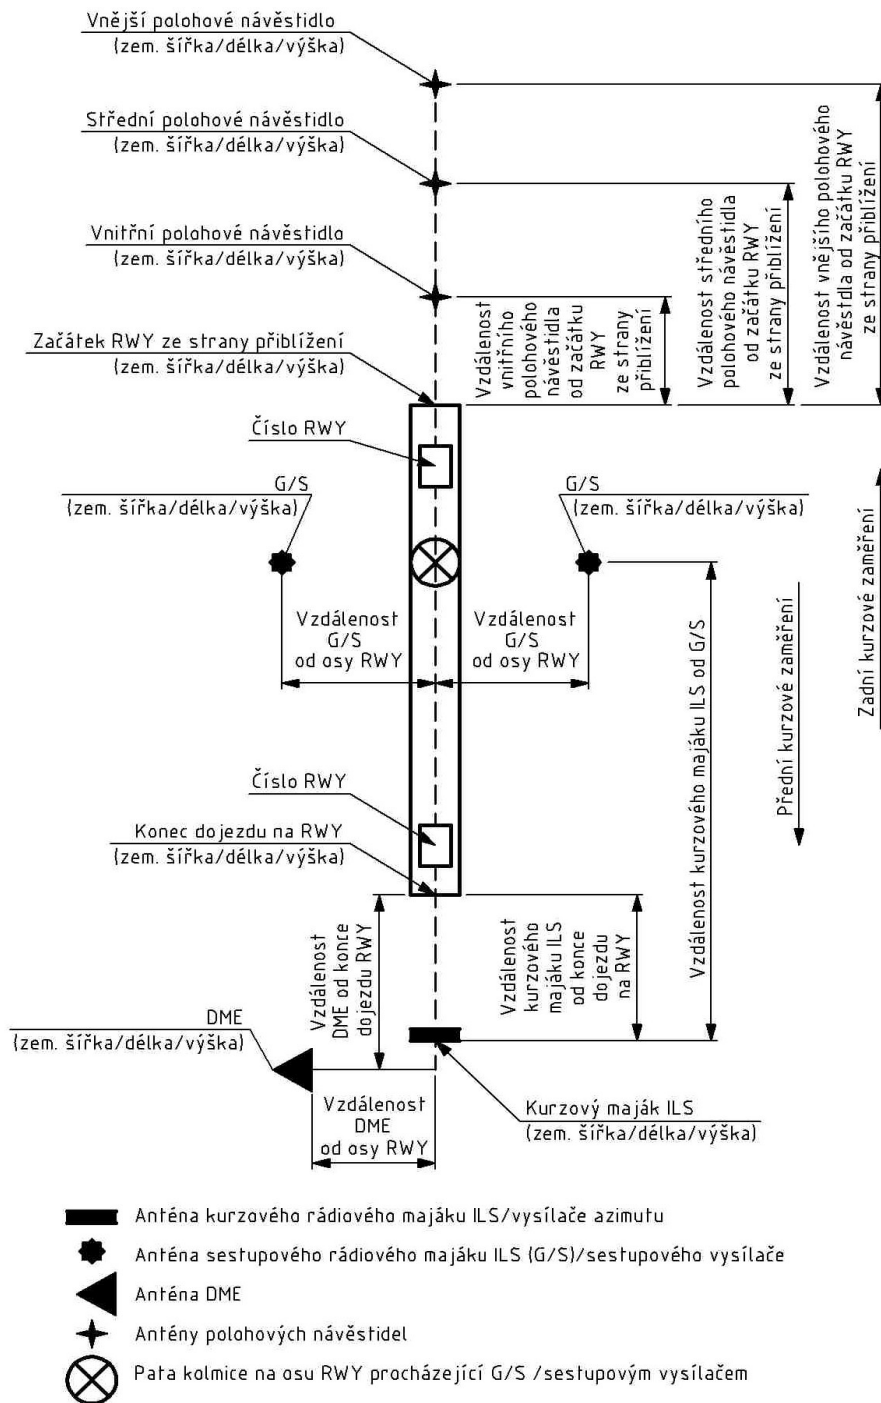 Vnější polohové návěstidlo
(zem. šířka/délka/výška)
Střední polohové návěstidlo
(zem. šířka/délka/výška)
Vnitřní polohové návěstidlo
(zem. šířka/délka/výška)
Začátek RWY ze strany přiblížení
(zem. šířka/délka/výška)
Vzdálenost
vnitřního
polohového
návěstidla
od začátku
RWY
ze strany
přiblížení
Vzdálenost středního
polohového návěstidla
od začátku RWY
ze strany přiblížení
Vzdálenost vnějšího polohového
návěstdla od začátku RWY
ze strany přiblížení
Číslo RWY
G/S
(zem. šířka/délka/výška)
G/S
(zem. šířka/délka/výška)
Vzdálenost
G/S
od osy RWY
Vzdálenost
G/S
od osy RWY
Vzdálenost kurzového majáku ILS od G/S
Přední kurzové zaměření
Zadní kurzové zaměření
Číslo RWY
Konec dojezdu na RWY
(zem. šířka/délka/výška)
Vzdálenost
DME od konce
dojezdu RWY
Vzdálenost
kurzového
majáku ILS
od konce
dojezdu
na RWY
DME
(zem. šířka/délka/výška)
Vzdálenost
DME
od osy RWY
Kurzový maják ILS
(zem. šířka/délka/výška)
Anténa kurzového rádiového majáku ILS/vysílače azimutu
Anténa sestupového rádiového majáku ILS (G/S)/sestupového vysílače
Anténa DME
Antény polohových návěstidel
Pata kolmice na osu RWY procházející G/S /sestupovým vysílačem